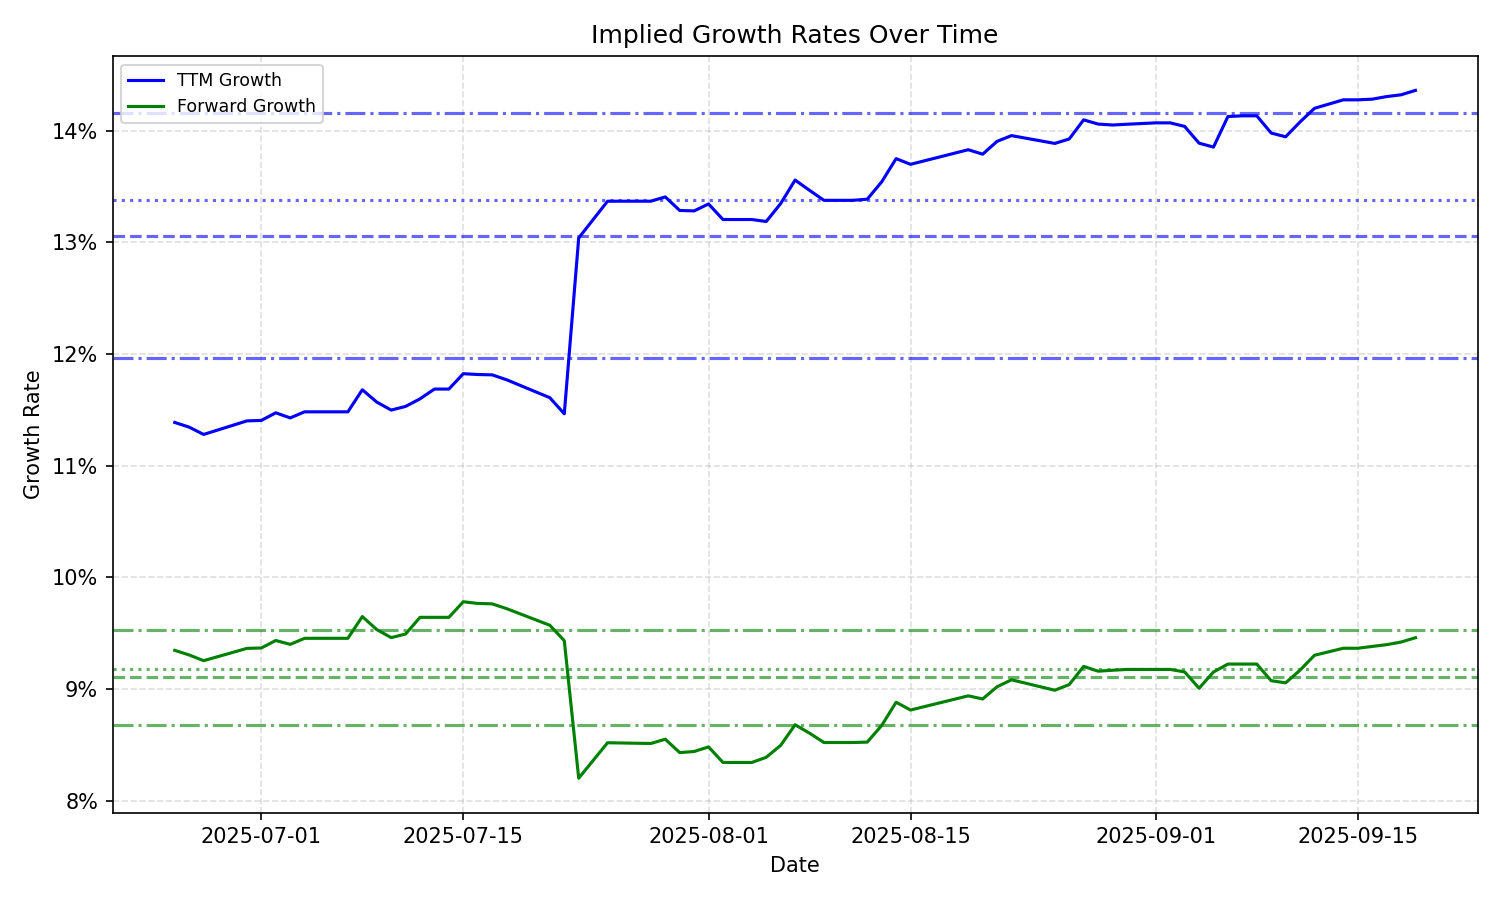 Implied Growth Rates Over Time
TTM Growth
Forward Growth
14%
13%
12%
11%
10%
9%
8%
Growth Rate
2025-07-01
2025-07-15
2025-08-01
2025-08-15
2025-09-01
2025-09-15
Date